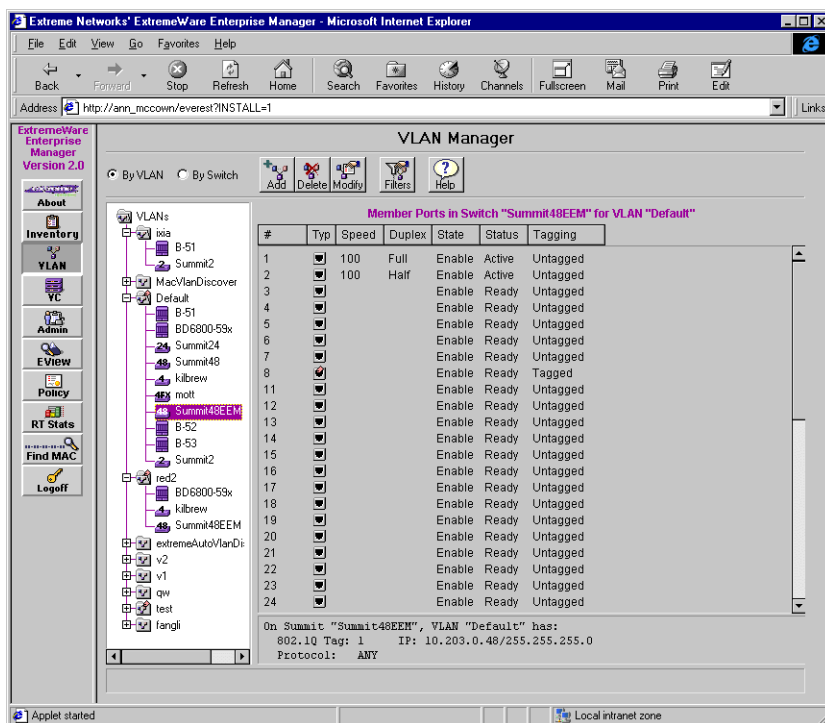 Extreme Networks' ExtremeWare Enterprise Manager - Microsoft Internet Explorer
File Edit View Go Favorites Help
Back Forward Stop Refresh Home Search Favorites History Channels Fullscreen Mail Print Edit
Address http://ann_mccown/everest?INSTALL=1 Links
ExtremeWare
Enterprise
Manager
Version 2.0
About
Inventory
VLAN
VC
Admin
EView
Policy
RT Stats
Find MAC
Logoff
VLAN Manager
By VLAN By Switch
Add Delete Modify Filters Help
VLANs
ixia
B-51
Summit2
MacVlanDiscover
Default
B-51
BD6800-59x
24 Summit24
48 Summit48
4 kilbrew
4FX mott
48 Summit48EEM
B-52
B-53
2 Summit2
red2
BD6800-59x
4 kilbrew
48 Summit48EEM
extremeAutoVlanDi
v2
v1
qw
test
fangli
Member Ports in Switch "Summit48EEM" for VLAN "Default"
# Typ Speed Duplex State Status Tagging
1 100 Full Enable Active Untagged
2 100 Half Enable Active Untagged
3 Enable Ready Untagged
4 Enable Ready Untagged
5 Enable Ready Untagged
6 Enable Ready Untagged
7 Enable Ready Untagged
8 Enable Ready Tagged
11 Enable Ready Untagged
12 Enable Ready Untagged
13 Enable Ready Untagged
14 Enable Ready Untagged
15 Enable Ready Untagged
16 Enable Ready Untagged
17 Enable Ready Untagged
18 Enable Ready Untagged
19 Enable Ready Untagged
20 Enable Ready Untagged
21 Enable Ready Untagged
22 Enable Ready Untagged
23 Enable Ready Untagged
24 Enable Ready Untagged
On Summit "Summit48EEM", VLAN "Default" has:
802.1Q Tag: 1 IP: 10.203.0.48/255.255.255.0
Protocol: ANY
Applet started Local intranet zone